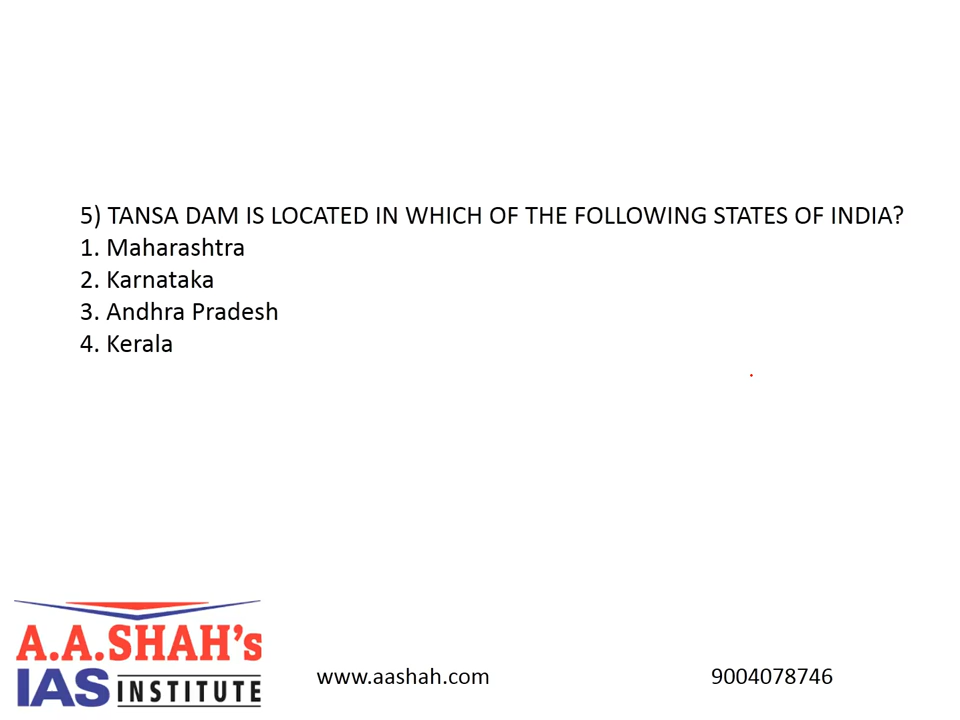 5) TANSA DAM IS LOCATED IN WHICH OF THE FOLLOWING STATES OF INDIA?
1. Maharashtra
2. Karnataka
3. Andhra Pradesh
4. Kerala
A.A.SHAH's
IAS INSTITUTE
www.aashah.com
9004078746